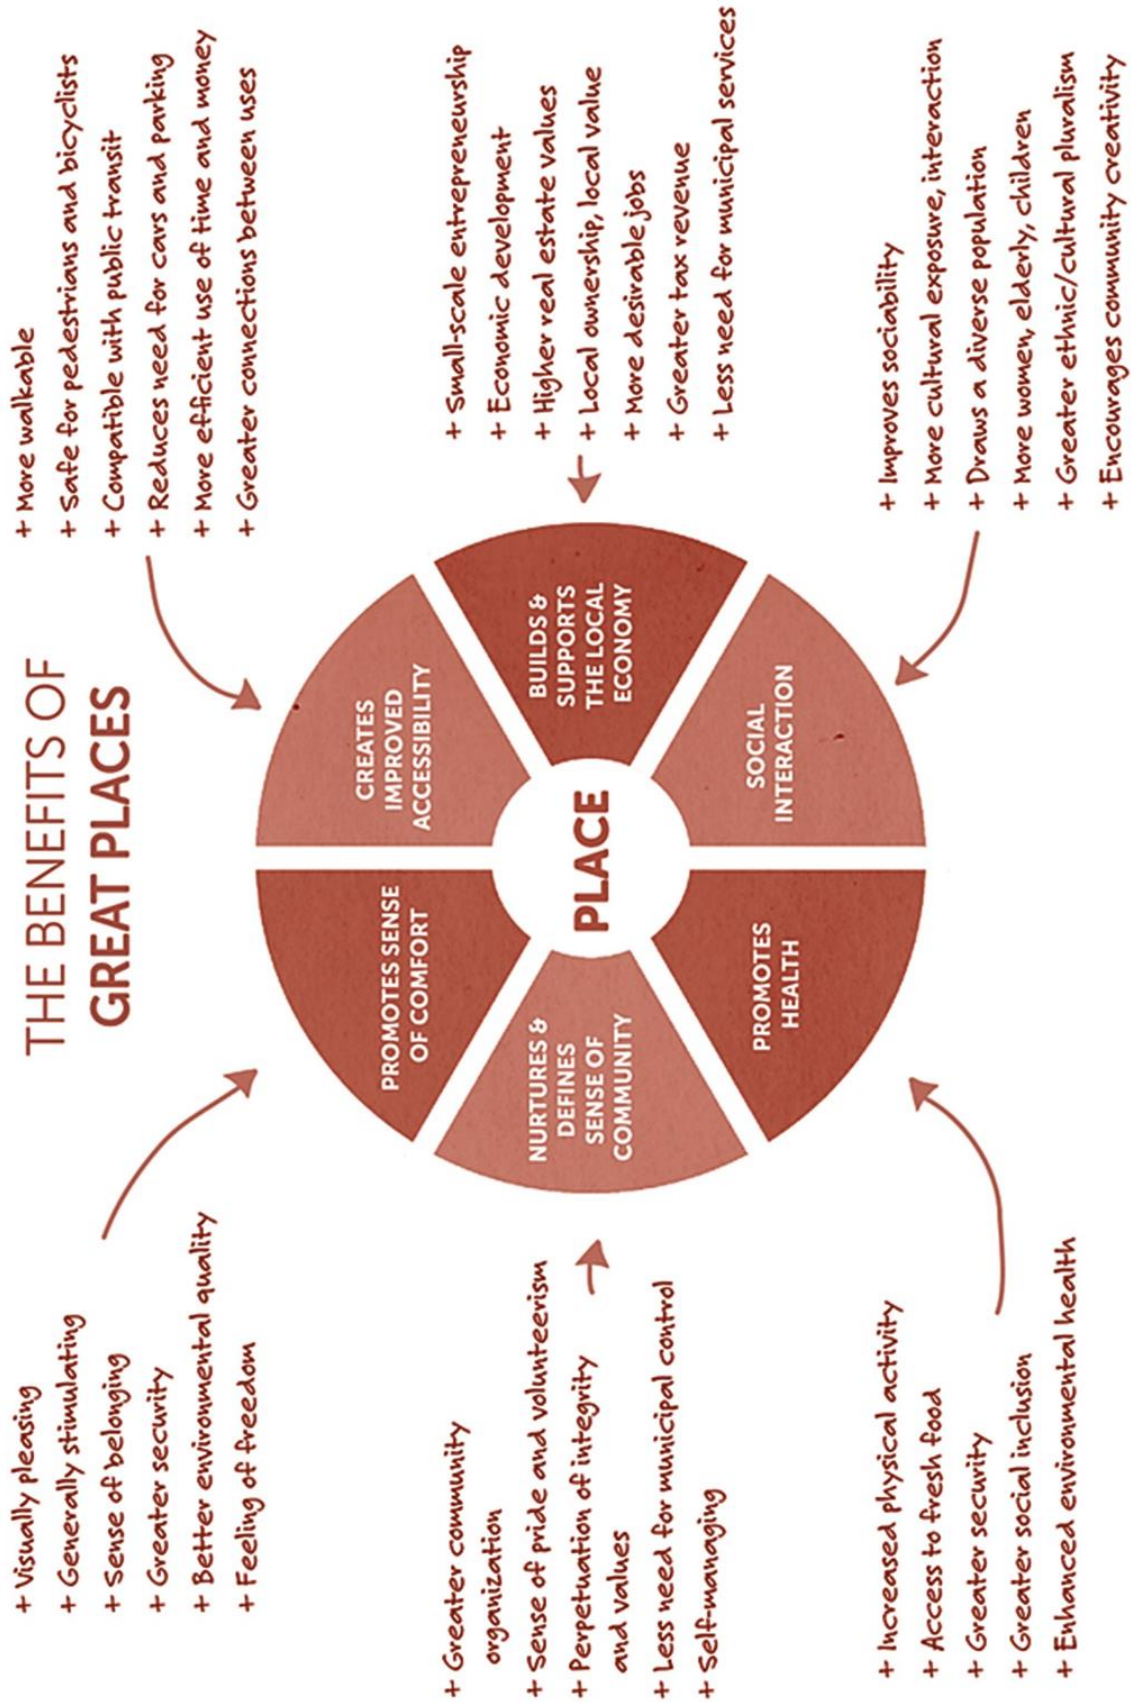 THE BENEFITS OF
GREAT PLACES
+ Visually pleasing
+ Generally stimulating
+ Sense of belonging
+ Greater security
+ Better environmental quality
+ Feeling of freedom
+ More walkable
+ Safe for pedestrians and bicyclists
+ Compatible with public transit
+ Reduces need for cars and parking
+ More efficient use of time and money
+ Greater connections between uses
PROMOTES SENSE
OF COMFORT
CREATES
IMPROVED
ACCESSIBILITY
+ Greater community
organization
+ Sense of pride and volunteerism
+ Perpetuation of integrity
and values
+ Less need for municipal control
+ Self-managing
NURTURES &
DEFINES
SENSE OF
COMMUNITY
PLACE
BUILDS &
SUPPORTS
THE LOCAL
ECONOMY
+ Small-scale entrepreneurship
+ Economic development
+ Higher real estate values
+ Local ownership, local value
+ More desirable jobs
+ Greater tax revenue
+ Less need for municipal services
PROMOTES
HEALTH
SOCIAL
INTERACTION
+ Increased physical activity
+ Access to fresh food
+ Greater security
+ Greater social inclusion
+ Enhanced environmental health
+ Improves sociability
+ More cultural exposure, interaction
+ Draws a diverse population
+ More women, elderly, children
+ Greater ethnic/cultural pluralism
+ Encourages community creativity